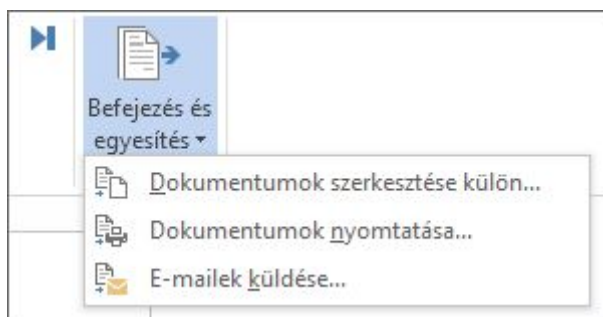 Befejezés és
egyesítés
Dokumentumok szerkesztése külön...
Dokumentumok nyomtatása...
E-mailek küldése...